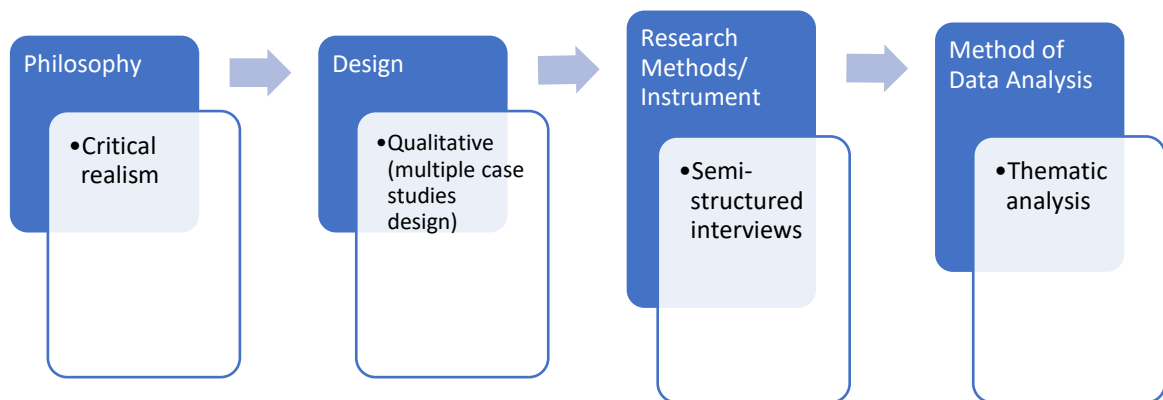 Philosophy
•Critical
realism
Design
•Qualitative
(multiple case
studies
design)
Research
Methods/
Instrument
•Semi-
structured
interviews
Method of
Data Analysis
•Thematic
analysis